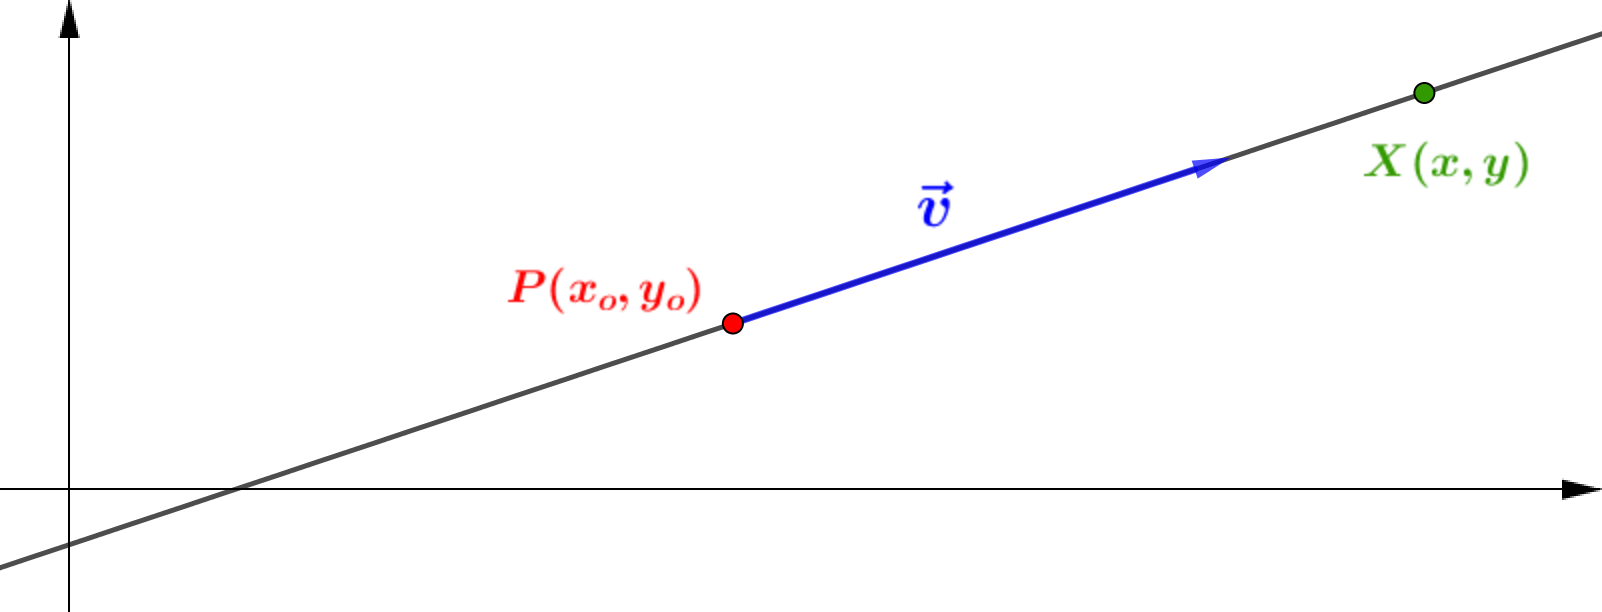 X(x, y)
v⃗
P(xₒ, yₒ)